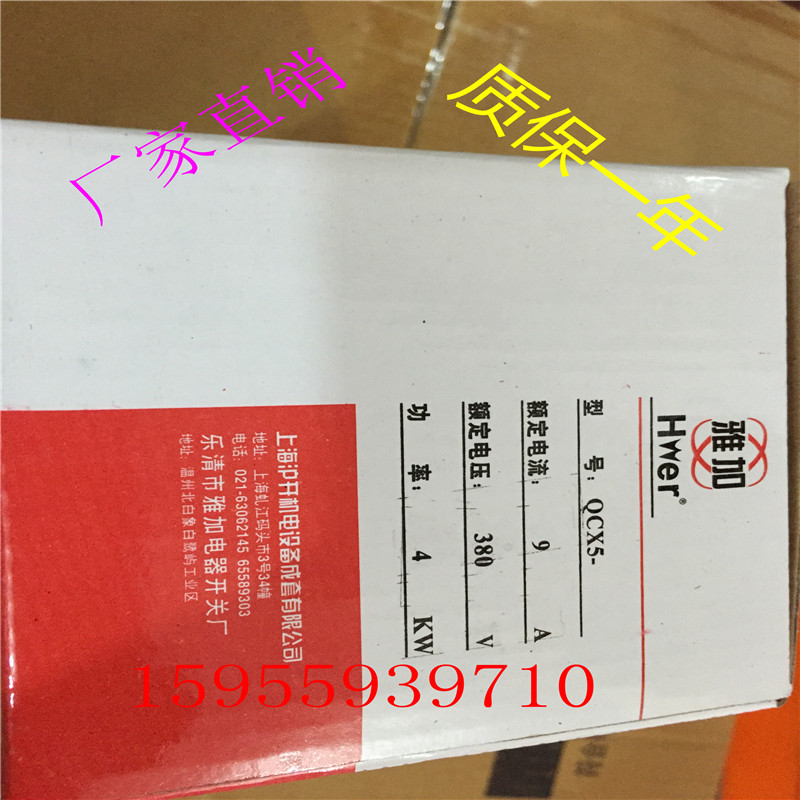 厂家直销
质保一年
雅加
Hwer®
型 号: QCX5-
额定电流: 9 A
额定电压: 380 V
功 率: 4 KW
上海沪开机电设备成套有限公司
地址: 上海虬江码头市3号34幢
电话: 021-63062145 65589303
乐清市雅加电器开关厂
地址: 温州北白象白鹭屿工业区
15955939710